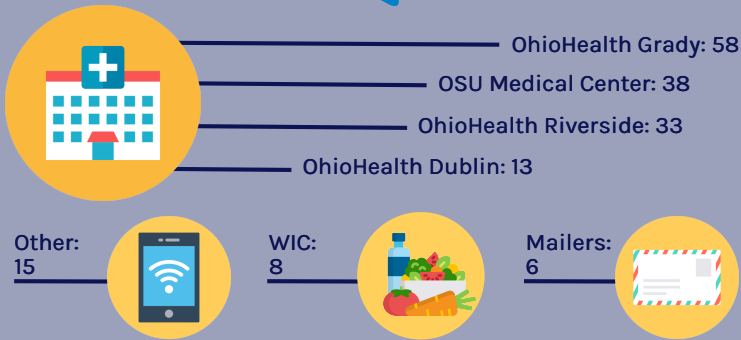 OhioHealth Grady: 58
OSU Medical Center: 38
OhioHealth Riverside: 33
OhioHealth Dublin: 13
Other:
15
WIC:
8
Mailers:
6